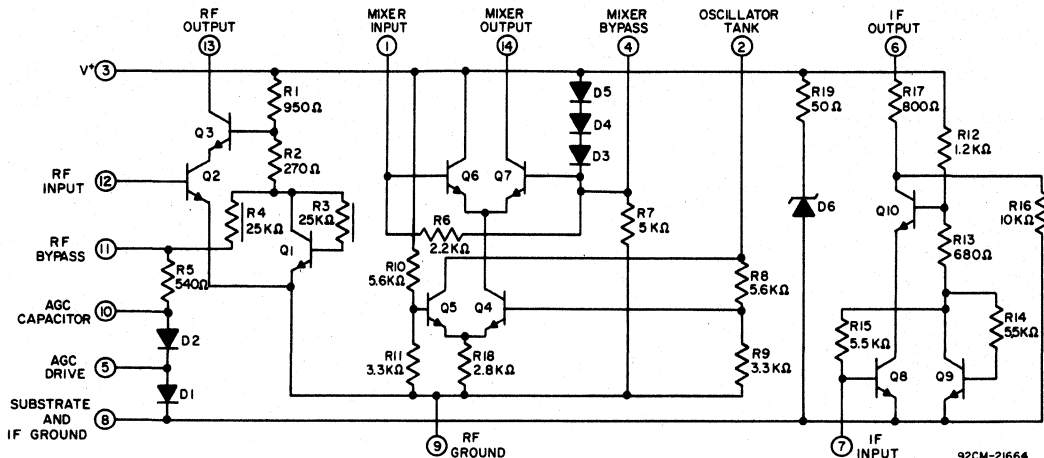 RF
OUTPUT
13
MIXER
INPUT
1
MIXER
OUTPUT
14
MIXER
BYPASS
4
OSCILLATOR
TANK
2
IF
OUTPUT
6
V+ 3
R1
950Ω
D5
D4
D3
R19
50Ω
R17
800Ω
Q3
R2
270Ω
R12
1.2KΩ
RF
INPUT
12
Q2
Q6
Q7
R4
25KΩ
R3
25KΩ
R7
5 KΩ
D6
Q10
R16
10KΩ
RF
BYPASS
11
Q1
R6
2.2KΩ
R13
680Ω
R5
540Ω
R10
5.6KΩ
R8
5.6KΩ
AGC
CAPACITOR
10
Q5
Q4
R15
5.5KΩ
R14
5.5KΩ
D2
AGC
DRIVE
5
R11
3.3KΩ
R18
2.8KΩ
R9
3.3 KΩ
Q8
Q9
D1
SUBSTRATE
AND
IF GROUND
8
9
RF
GROUND
7
IF
INPUT
92CM-21664